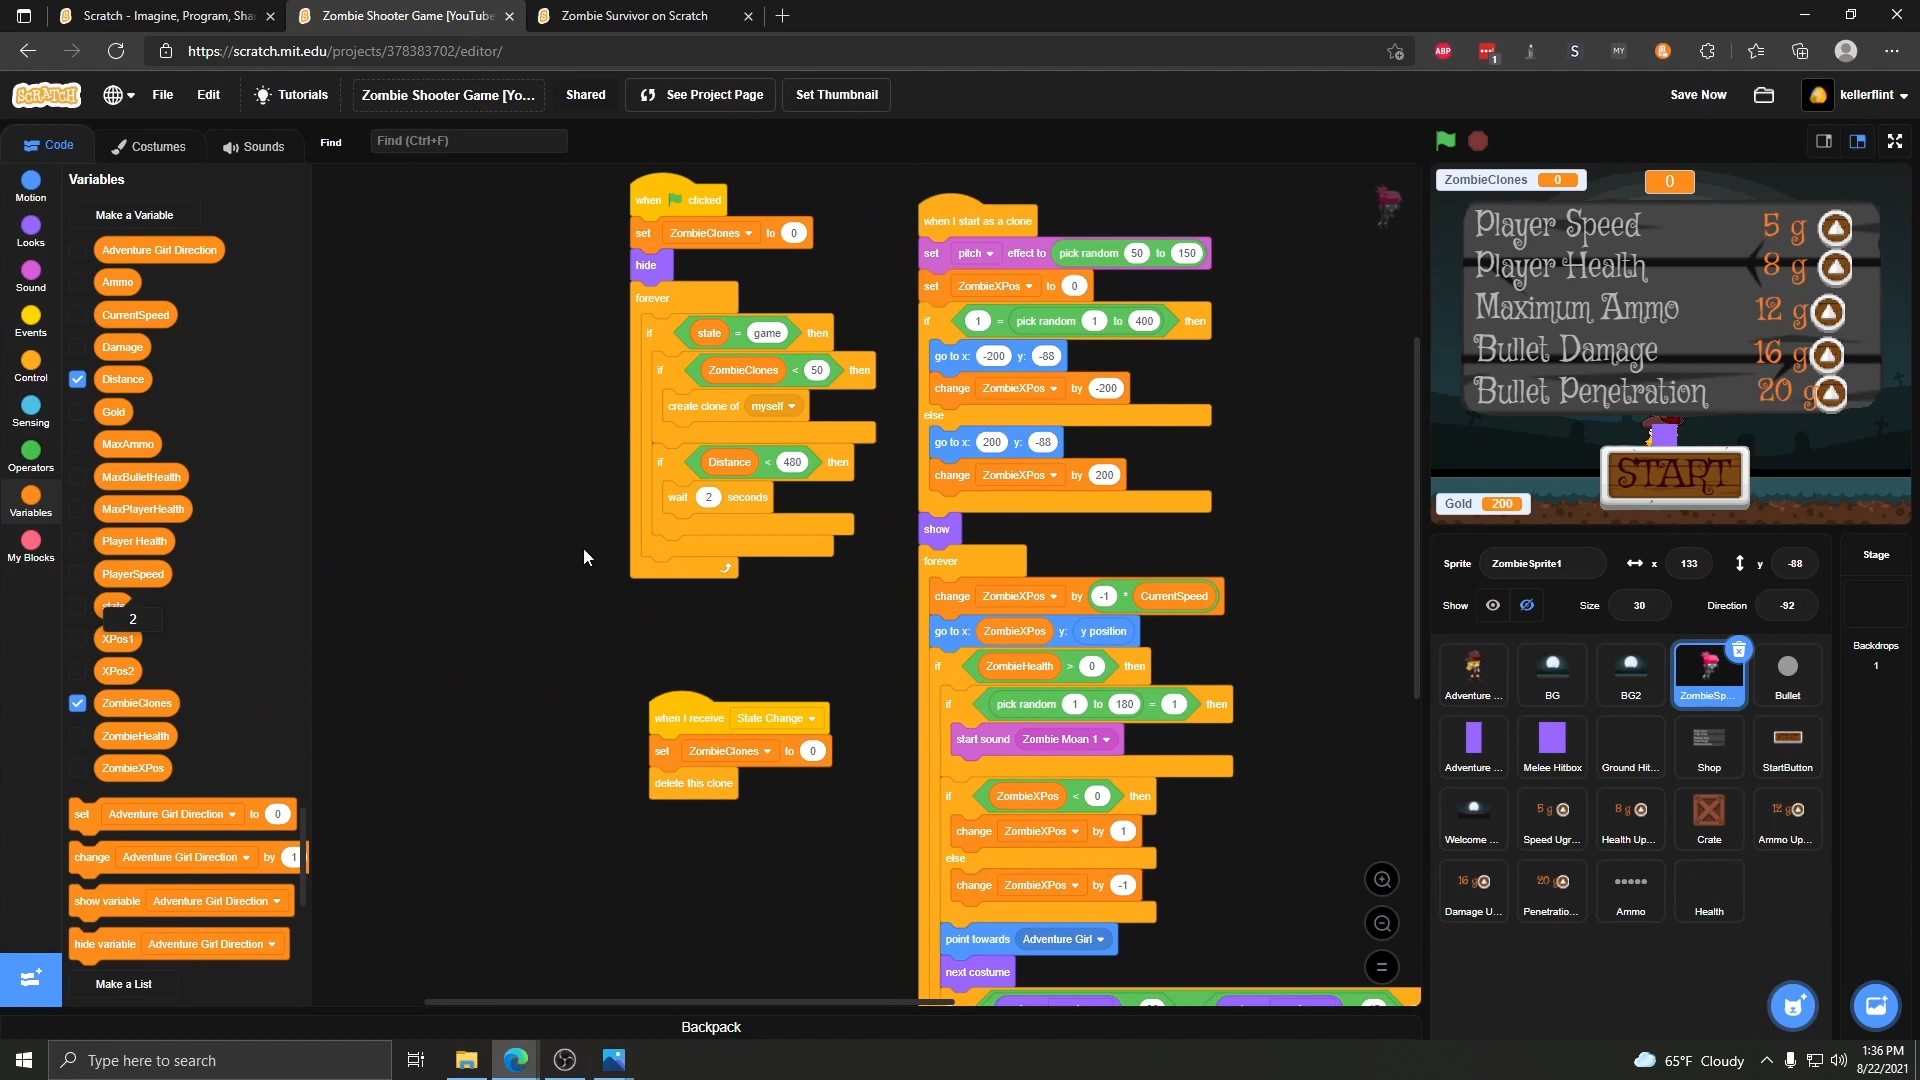 Scratch - Imagine, Program, Sha
Zombie Shooter Game [YouTube
Zombie Survivor on Scratch
https://scratch.mit.edu/projects/378383702/editor/
ABP
1
S
MY
SCRATCH
File
Edit
Tutorials
Zombie Shooter Game [Yo...
Shared
See Project Page
Set Thumbnail
Save Now
kellerflint
Code
Costumes
Sounds
Find
Find (Ctrl+F)
Motion
Looks
Sound
Events
Control
Sensing
Operators
Variables
My Blocks
Variables
Make a Variable
Adventure Girl Direction
Ammo
CurrentSpeed
Damage
Distance
Gold
MaxAmmo
MaxBulletHealth
MaxPlayerHealth
Player Health
PlayerSpeed
state
2
XPos1
XPos2
ZombieClones
ZombieHealth
ZombieXPos
set Adventure Girl Direction to 0
change Adventure Girl Direction by 1
show variable Adventure Girl Direction
hide variable Adventure Girl Direction
Make a List
when clicked
set ZombieClones to 0
hide
forever
if state = game then
if ZombieClones < 50 then
create clone of myself
if Distance < 480 then
wait 2 seconds
when I receive State Change
set ZombieClones to 0
delete this clone
when I start as a clone
set pitch effect to pick random 50 to 150
set ZombieXPos to 0
if 1 = pick random 1 to 400 then
go to x: -200 y: -88
change ZombieXPos by -200
else
go to x: 200 y: -88
change ZombieXPos by 200
show
forever
change ZombieXPos by -1 * CurrentSpeed
go to x: ZombieXPos y: y position
if ZombieHealth > 0 then
if pick random 1 to 180 = 1 then
start sound Zombie Moan 1
if ZombieXPos < 0 then
change ZombieXPos by 1
else
change ZombieXPos by -1
point towards Adventure Girl
next costume
Backpack
ZombieClones 0
0
Player Speed 5 g
Player Health 8 g
Maximum Ammo 12 g
Bullet Damage 16 g
Bullet Penetration 20 g
START
Gold 200
Sprite ZombieSprite1 x 133 y -88
Show Size 30 Direction -92
Stage
Backdrops
1
Adventure ...
BG
BG2
ZombieSp...
Bullet
Adventure ...
Melee Hitbox
Ground Hit...
Shop
StartButton
5 g
8 g
12 g
Welcome ...
Speed Ugr...
Health Up...
Crate
Ammo Up...
16 g
20 g
Damage U...
Penetratio...
Ammo
Health
Type here to search
65°F Cloudy
1:36 PM
8/22/2021